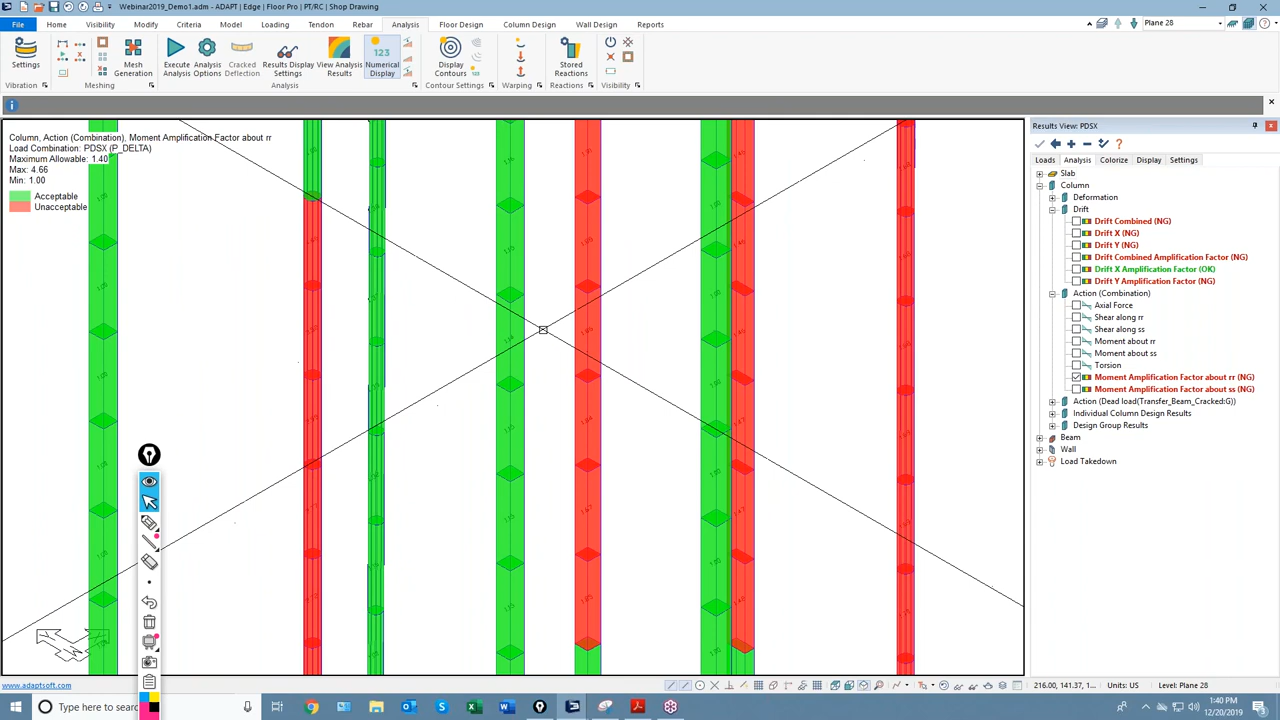 Webinar2019_Demo1.adm - ADAPT | Edge | Floor Pro | PT/RC | Shop Drawing
File Home Visibility Modify Criteria Model Loading Tendon Rebar Analysis Floor Design Column Design Wall Design Reports
Plane 28
Settings
Mesh Generation
Execute Analysis
Analysis Options
Cracked Deflection
Results Display Settings
View Analysis Results
123
Numerical Display
Display Contours
Stored Reactions
Vibration Meshing Analysis Contour Settings Warping Reactions Visibility
Column, Action (Combination), Moment Amplification Factor about rr
Load Combination: PDSX (P_DELTA)
Maximum Allowable: 1.40
Max: 4.66
Min: 1.00
Acceptable
Unacceptable
Results View: PDSX
Loads Analysis Colorize Display Settings
Slab
Column
Deformation
Drift
Drift Combined (NG)
Drift X (NG)
Drift Y (NG)
Drift Combined Amplification Factor (NG)
Drift X Amplification Factor (OK)
Drift Y Amplification Factor (NG)
Action (Combination)
Axial Force
Shear along rr
Shear along ss
Moment about rr
Moment about ss
Torsion
Moment Amplification Factor about rr (NG)
Moment Amplification Factor about ss (NG)
Action (Dead load(Transfer_Beam_Cracked:G))
Individual Column Design Results
Design Group Results
Beam
Wall
Load Takedown
www.adaptsoft.com
216.00, 141.37, 1... Units: US Level: Plane 28
Type here to searc
1:40 PM
12/20/2019